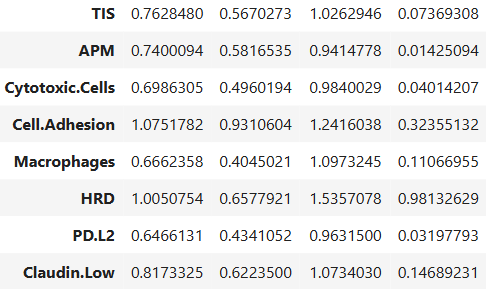 TIS 0.7628480 0.5670273 1.0262946 0.07369308
APM 0.7400094 0.5816535 0.9414778 0.01425094
Cytotoxic.Cells 0.6986305 0.4960194 0.9840029 0.04014207
Cell.Adhesion 1.0751782 0.9310604 1.2416038 0.32355132
Macrophages 0.6662358 0.4045021 1.0973245 0.11066955
HRD 1.0050754 0.6577921 1.5357078 0.98132629
PD.L2 0.6466131 0.4341052 0.9631500 0.03197793
Claudin.Low 0.8173325 0.6223500 1.0734030 0.14689231